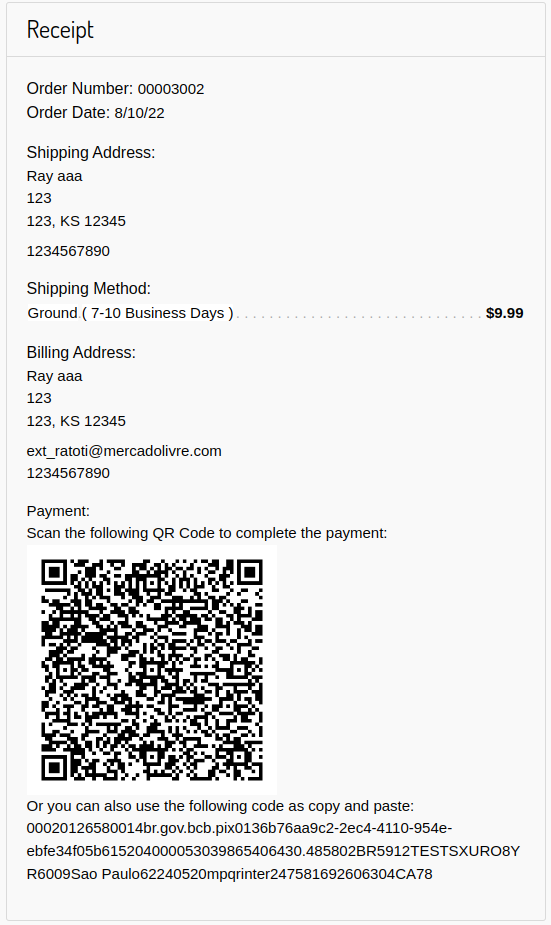 Receipt
Order Number: 00003002
Order Date: 8/10/22
Shipping Address:
Ray aaa
123
123, KS 12345
1234567890
Shipping Method:
Ground ( 7-10 Business Days ) $9.99
Billing Address:
Ray aaa
123
123, KS 12345
ext_ratoti@mercadolivre.com
1234567890
Payment:
Scan the following QR Code to complete the payment:
Or you can also use the following code as copy and paste:
00020126580014br.gov.bcb.pix0136b76aa9c2-2ec4-4110-954e-
ebfe34f05b615204000053039865406430.485802BR5912TESTSXURO8Y
R6009Sao Paulo62240520mpqrinter247581692606304CA78